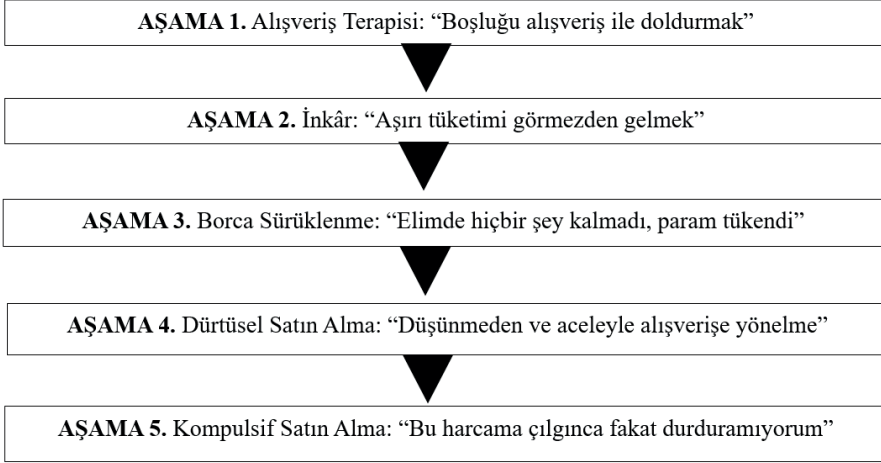 AŞAMA 1. Alışveriş Terapisi: “Boşluğu alışveriş ile doldurmak”
AŞAMA 2. İnkâr: “Aşırı tüketimi görmezden gelmek”
AŞAMA 3. Borca Sürüklenme: “Elimde hiçbir şey kalmadı, param tükendi”
AŞAMA 4. Dürtüsel Satın Alma: “Düşünmeden ve aceleyle alışverişe yönelme”
AŞAMA 5. Kompulsif Satın Alma: “Bu harcama çılgınca fakat durduramıyorum”